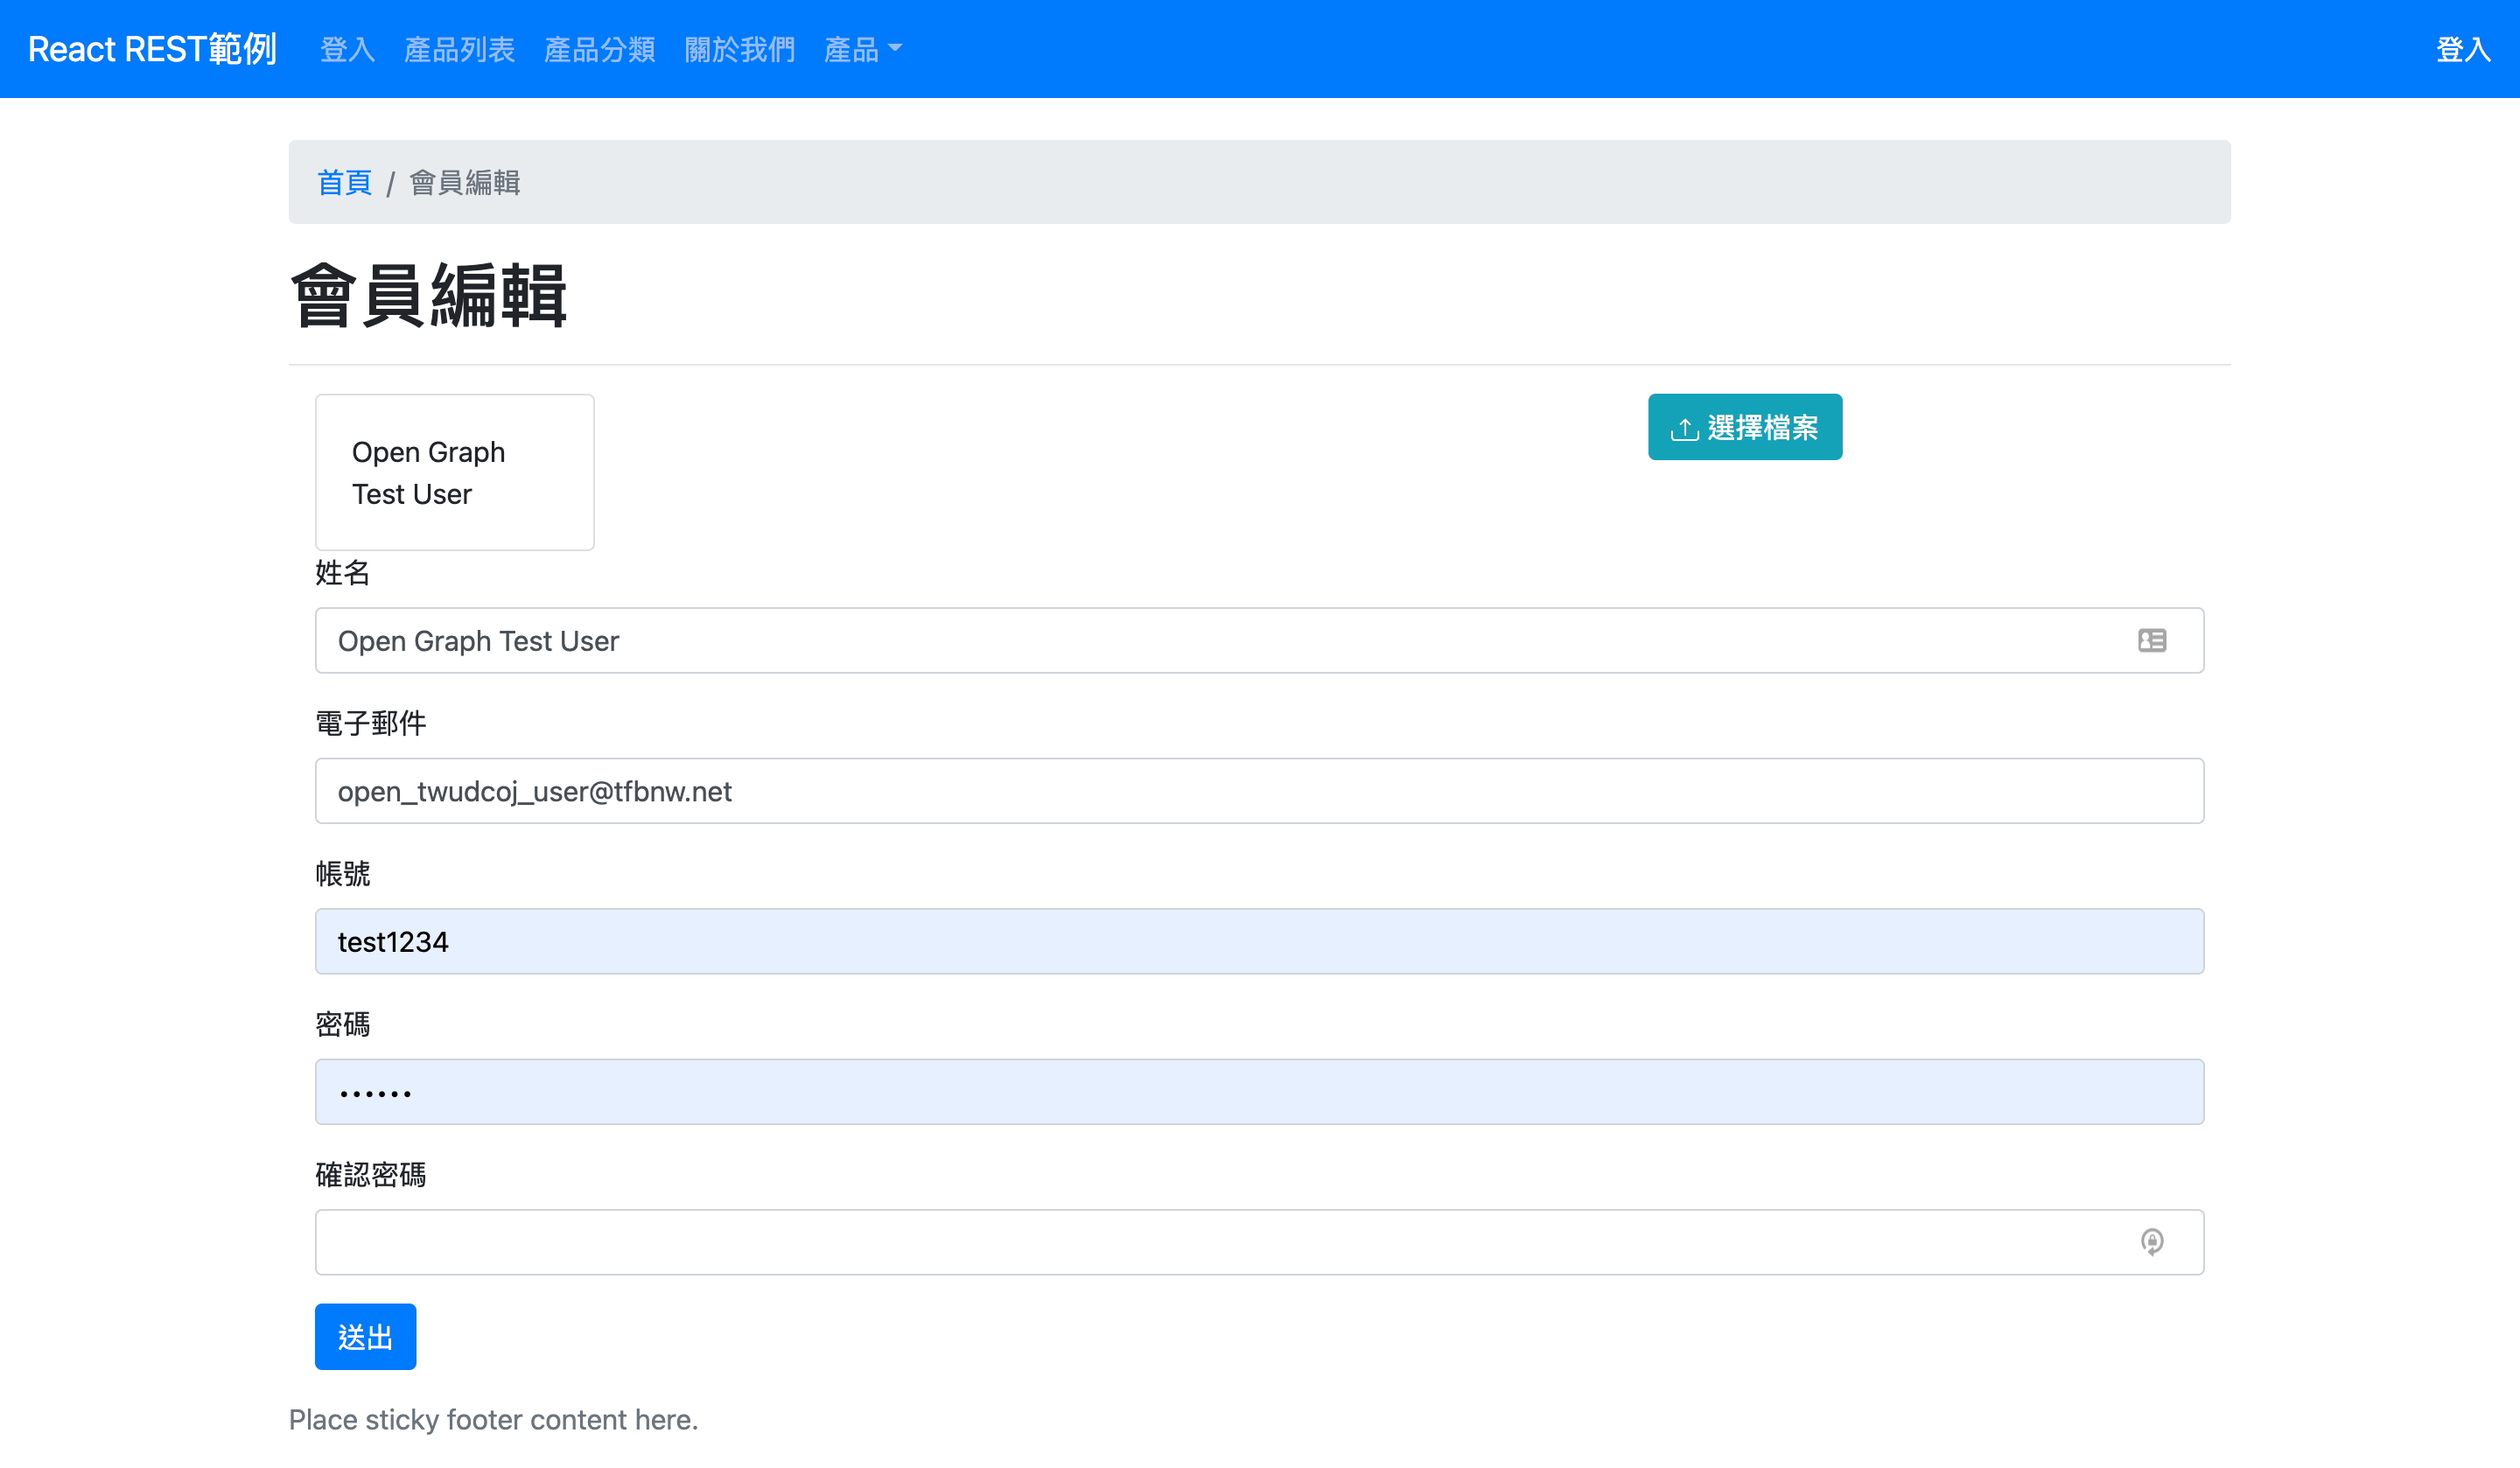 React REST範例 登入 產品列表 產品分類 關於我們 產品 登入
首頁 / 會員編輯
會員編輯
Open Graph
Test User
選擇檔案
姓名
Open Graph Test User
電子郵件
open_twudcoj_user@tfbnw.net
帳號
test1234
密碼
••••••
確認密碼
送出
Place sticky footer content here.